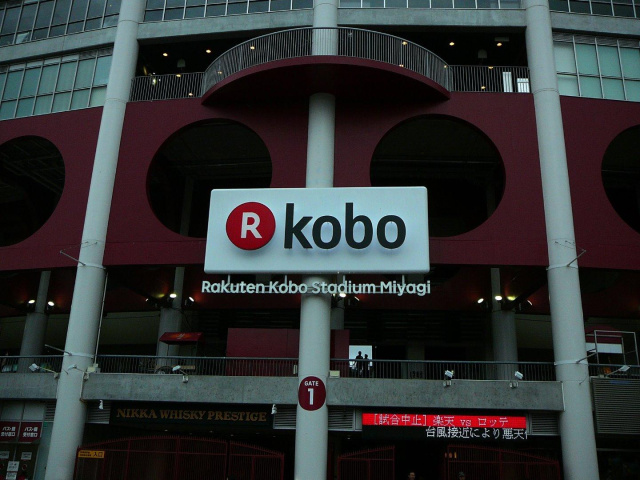 R kobo
Rakuten Kobo Stadium Miyagi
GATE
1
NIKKA WHISKY PRESTIGE
【試合中止】楽天 vs ロッテ
台風接近により悪天